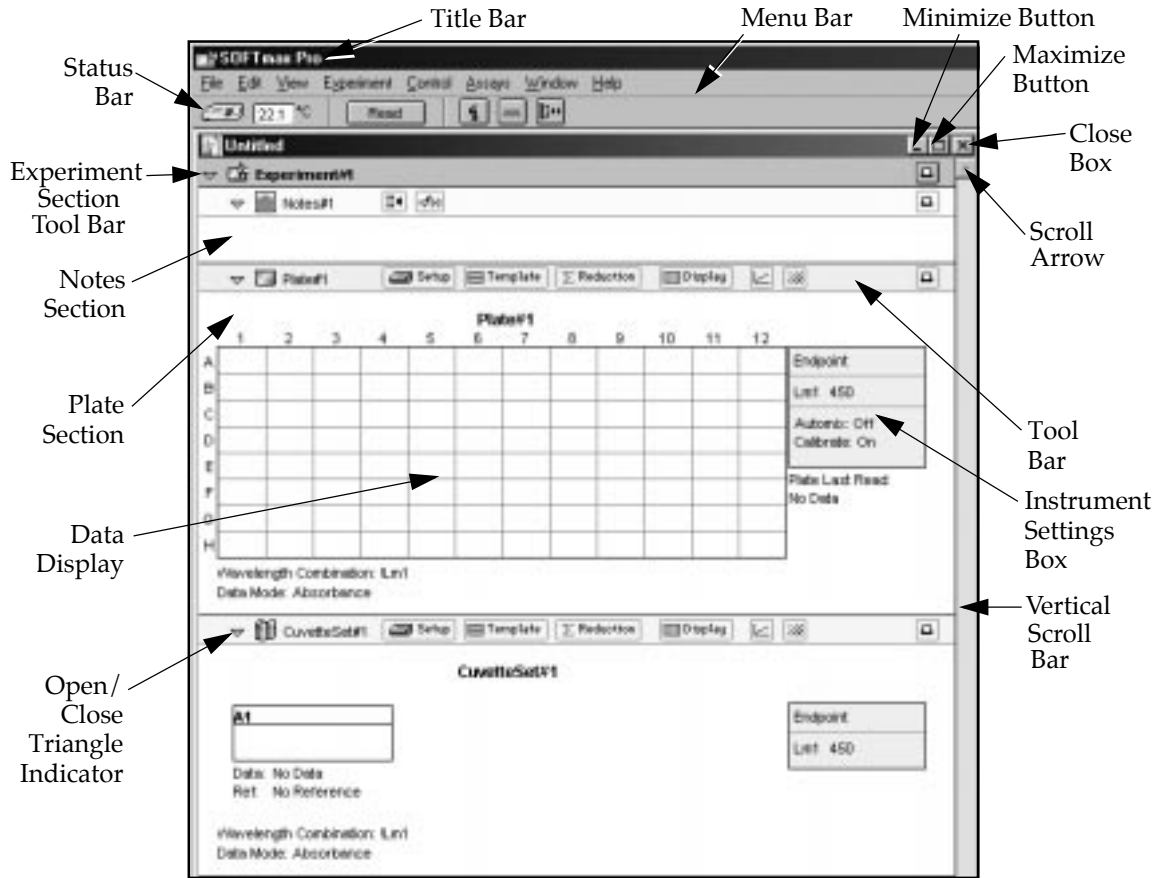 Title Bar
Menu Bar
Minimize Button
Maximize
Button
Status
Bar
Close
Box
Experiment
Section
Tool Bar
Scroll
Arrow
Notes
Section
Plate
Section
Tool
Bar
Instrument
Settings
Box
Data
Display
Vertical
Scroll
Bar
Open/
Close
Triangle
Indicator
SOFTmax Pro
File Edit View Experiment Control Assays Window Help
22.1 °C Read
Untitled
Experiment#1
Notes#1
Plate#1 Setup Template Reduction Display
Plate#1
1 2 3 4 5 6 7 8 9 10 11 12
A
B
C
D
E
F
G
H
Endpoint
Lm1 450
Automix: Off
Calibrate: On
Plate Last Read:
No Data
Wavelength Combination: !Lm1
Data Mode: Absorbance
CuvetteSet#1 Setup Template Reduction Display
CuvetteSet#1
A1
Endpoint
Lm1 450
Data: No Data
Ref: No Reference
Wavelength Combination: !Lm1
Data Mode: Absorbance